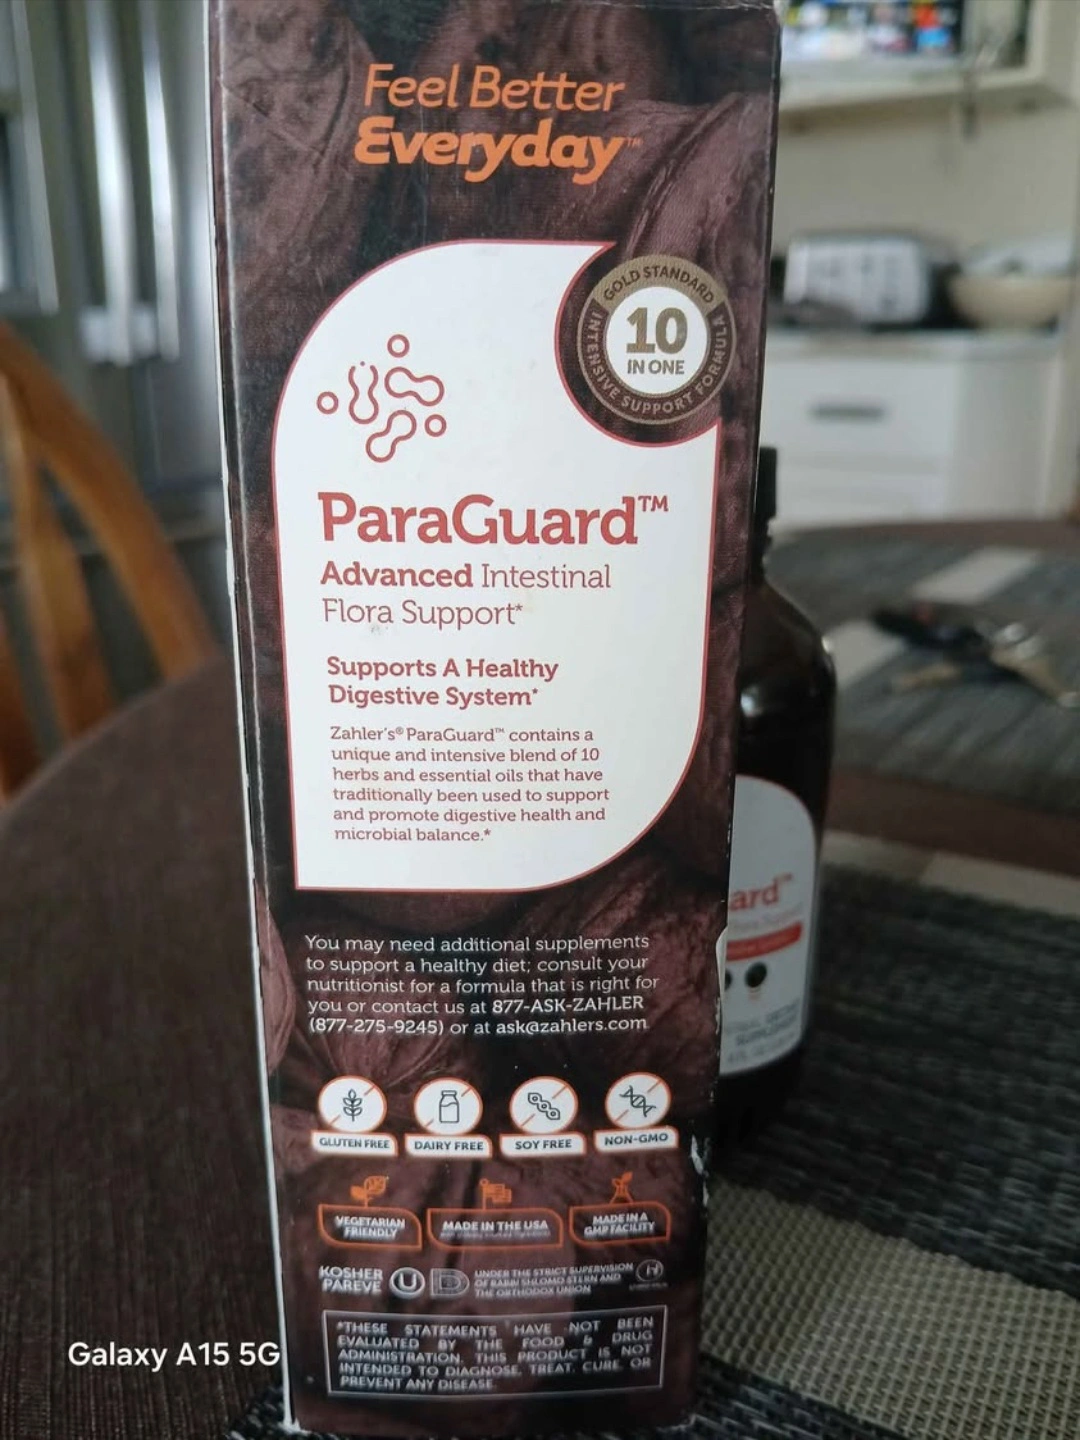 Feel Better
Everyday™
GOLD STANDARD
10
IN ONE
INTENSIVE SUPPORT FORMULA
ParaGuard™
Advanced Intestinal
Flora Support*
Supports A Healthy
Digestive System*
Zahler's® ParaGuard™ contains a
unique and intensive blend of 10
herbs and essential oils that have
traditionally been used to support
and promote digestive health and
microbial balance.*
You may need additional supplements
to support a healthy diet; consult your
nutritionist for a formula that is right for
you or contact us at 877-ASK-ZAHLER
(877-275-9245) or at ask@zahlers.com
GLUTEN FREE
DAIRY FREE
SOY FREE
NON-GMO
VEGETARIAN
FRIENDLY
MADE IN THE USA
MADE IN A
GMP FACILITY
KOSHER
PAREVE
U
D
UNDER THE STRICT SUPERVISION
OF RABBI SHLOMO STERN AND
THE ORTHODOX UNION
H
*THESE STATEMENTS HAVE NOT BEEN
EVALUATED BY THE FOOD & DRUG
ADMINISTRATION. THIS PRODUCT IS NOT
INTENDED TO DIAGNOSE, TREAT, CURE, OR
PREVENT ANY DISEASE.
ard™
Galaxy A15 5G